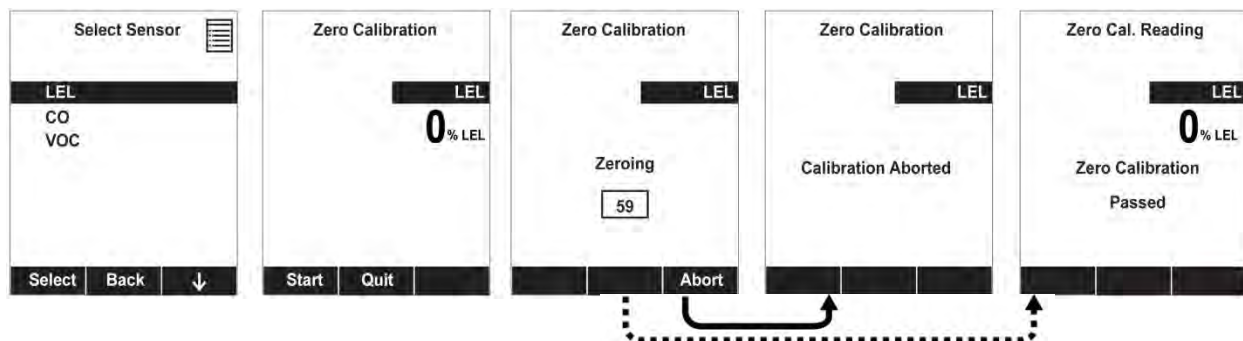 Select Sensor
LEL
CO
VOC
Select Back ↓
Zero Calibration
LEL
0 % LEL
Start Quit
Zero Calibration
LEL
Zeroing
59
Abort
Zero Calibration
LEL
Calibration Aborted
Zero Cal. Reading
LEL
0 % LEL
Zero Calibration
Passed